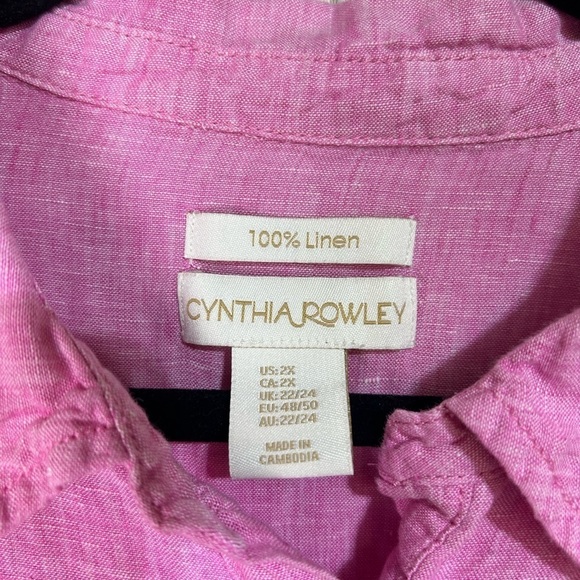 100% Linen
CYNTHIA ROWLEY
US: 2X
CA: 2X
UK: 22/24
EU: 48/50
AU: 22/24
MADE IN
CAMBODIA